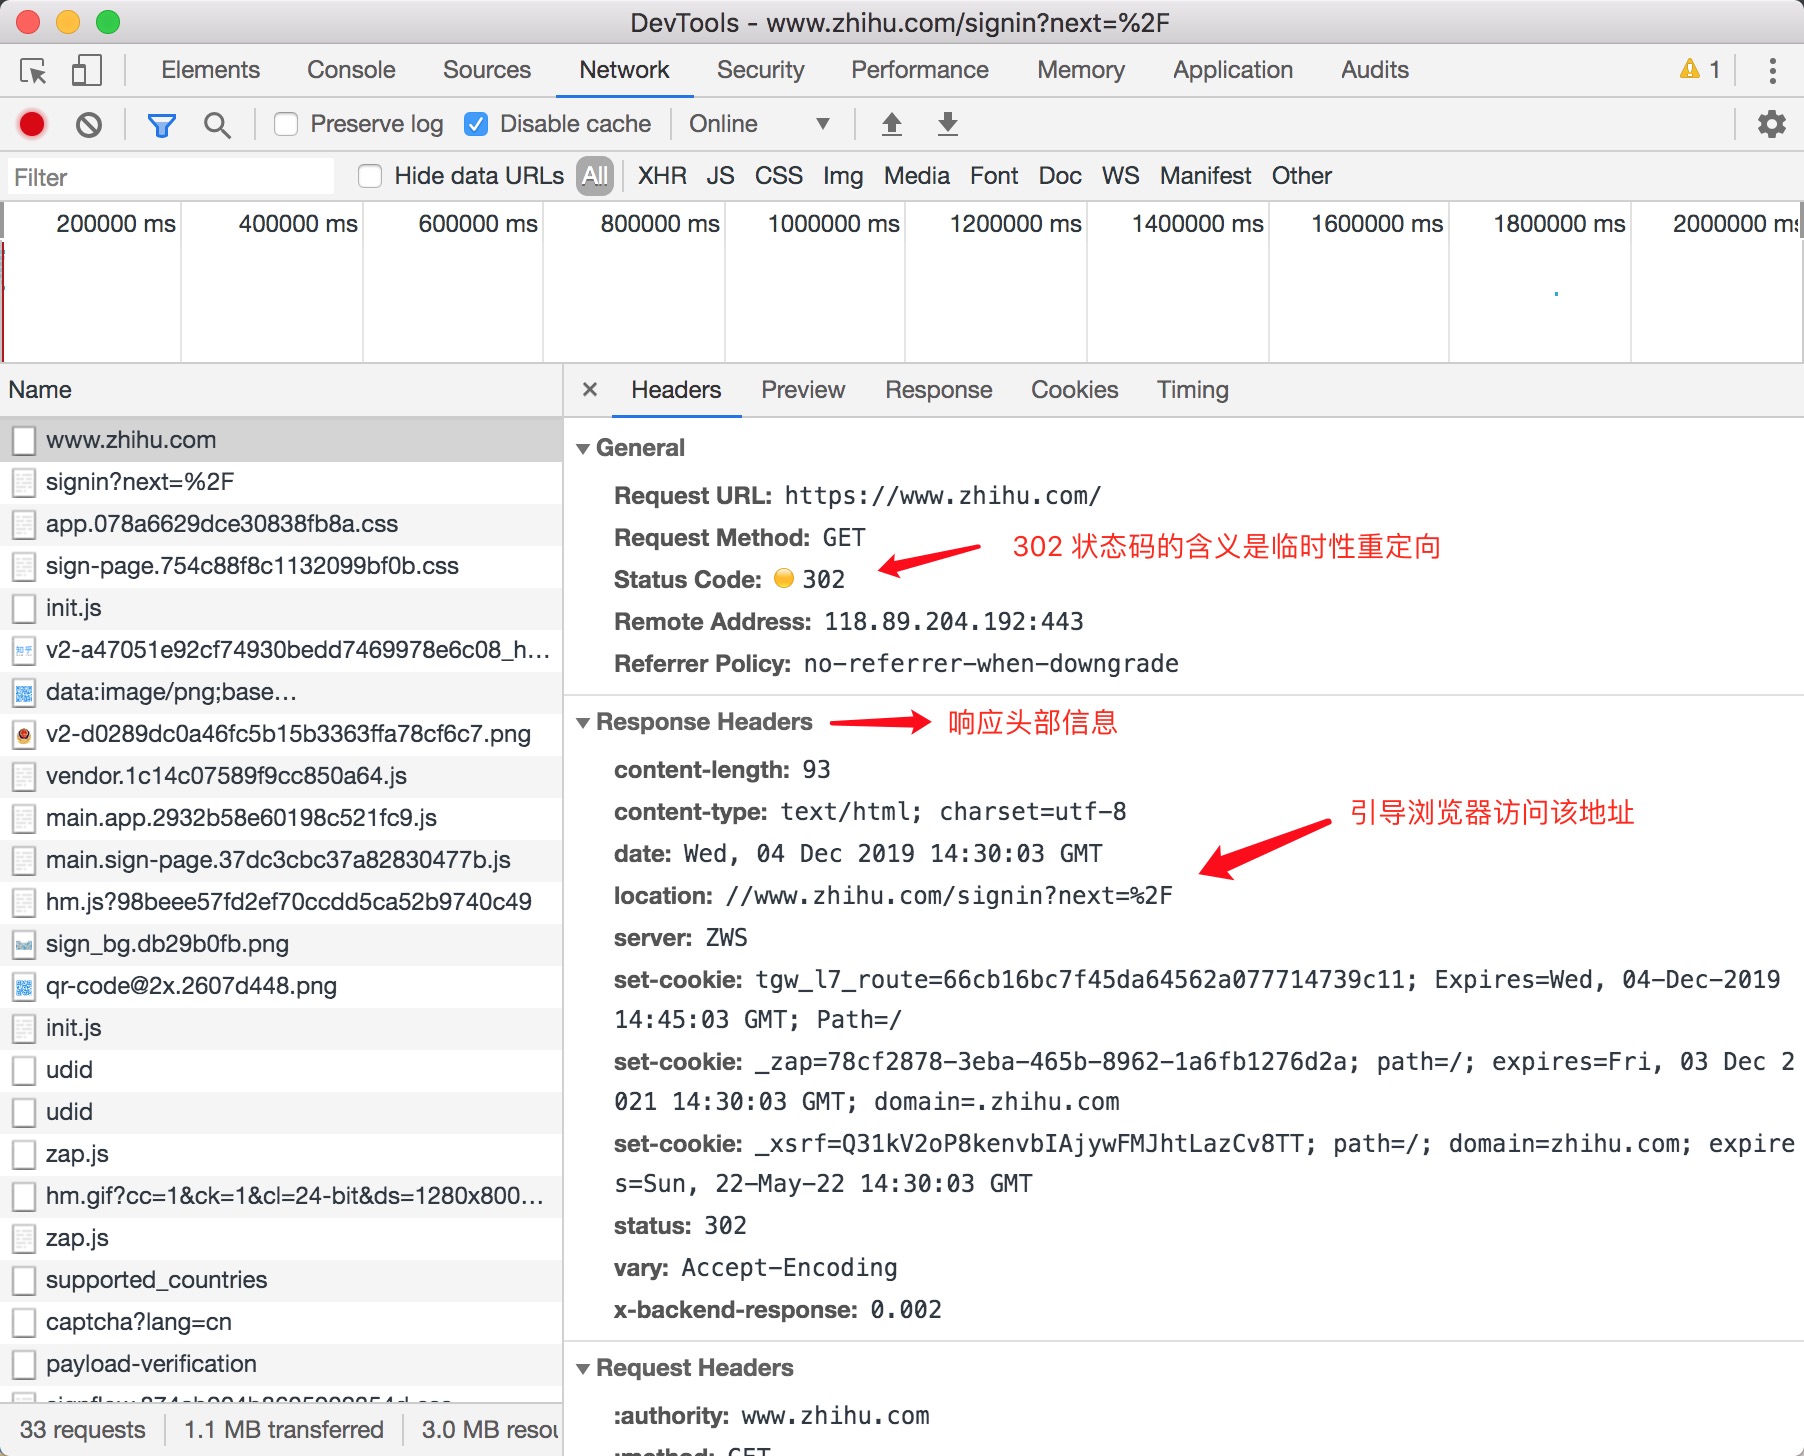 DevTools - www.zhihu.com/signin?next=%2F
Elements Console Sources Network Security Performance Memory Application Audits 1
Preserve log Disable cache Online
Filter Hide data URLs All XHR JS CSS Img Media Font Doc WS Manifest Other
200000 ms 400000 ms 600000 ms 800000 ms 1000000 ms 1200000 ms 1400000 ms 1600000 ms 1800000 ms 2000000 ms
Name
www.zhihu.com
signin?next=%2F
app.078a6629dce30838fb8a.css
sign-page.754c88f8c1132099bf0b.css
init.js
v2-a47051e92cf74930bedd7469978e6c08_h...
data:image/png;base...
v2-d0289dc0a46fc5b15b3363ffa78cf6c7.png
vendor.1c14c07589f9cc850a64.js
main.app.2932b58e60198c521fc9.js
main.sign-page.37dc3cbc37a82830477b.js
hm.js?98beee57fd2ef70ccdd5ca52b9740c49
sign_bg.db29b0fb.png
qr-code@2x.2607d448.png
init.js
udid
udid
zap.js
hm.gif?cc=1&ck=1&cl=24-bit&ds=1280x800...
zap.js
supported_countries
captcha?lang=cn
payload-verification
33 requests 1.1 MB transferred 3.0 MB resou
× Headers Preview Response Cookies Timing
General
Request URL: https://www.zhihu.com/
Request Method: GET
302 状态码的含义是临时性重定向
Status Code: 302
Remote Address: 118.89.204.192:443
Referrer Policy: no-referrer-when-downgrade
Response Headers 响应头部信息
content-length: 93
content-type: text/html; charset=utf-8
引导浏览器访问该地址
date: Wed, 04 Dec 2019 14:30:03 GMT
location: //www.zhihu.com/signin?next=%2F
server: ZWS
set-cookie: tgw_l7_route=66cb16bc7f45da64562a077714739c11; Expires=Wed, 04-Dec-2019
14:45:03 GMT; Path=/
set-cookie: _zap=78cf2878-3eba-465b-8962-1a6fb1276d2a; path=/; expires=Fri, 03 Dec 2
021 14:30:03 GMT; domain=.zhihu.com
set-cookie: _xsrf=Q31kV2oP8kenvbIAjywFMJhtLazCv8TT; path=/; domain=zhihu.com; expire
s=Sun, 22-May-22 14:30:03 GMT
status: 302
vary: Accept-Encoding
x-backend-response: 0.002
Request Headers
:authority: www.zhihu.com
:method: GET